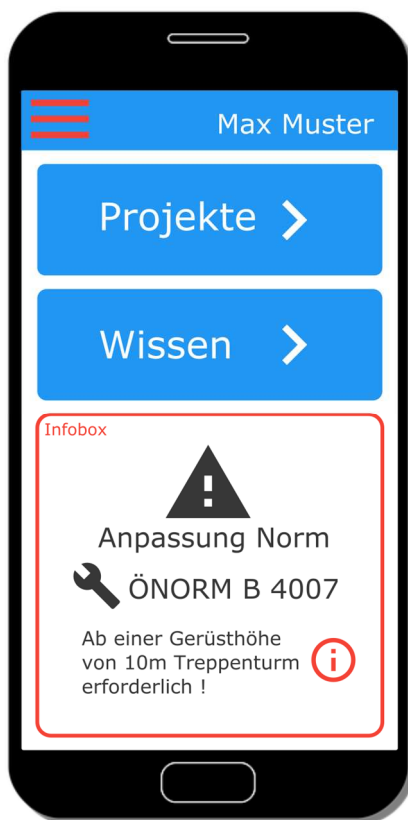 Max Muster
Projekte
Wissen
Infobox
Anpassung Norm
ÖNORM B 4007
Ab einer Gerüsthöhe
von 10m Treppenturm
erforderlich !